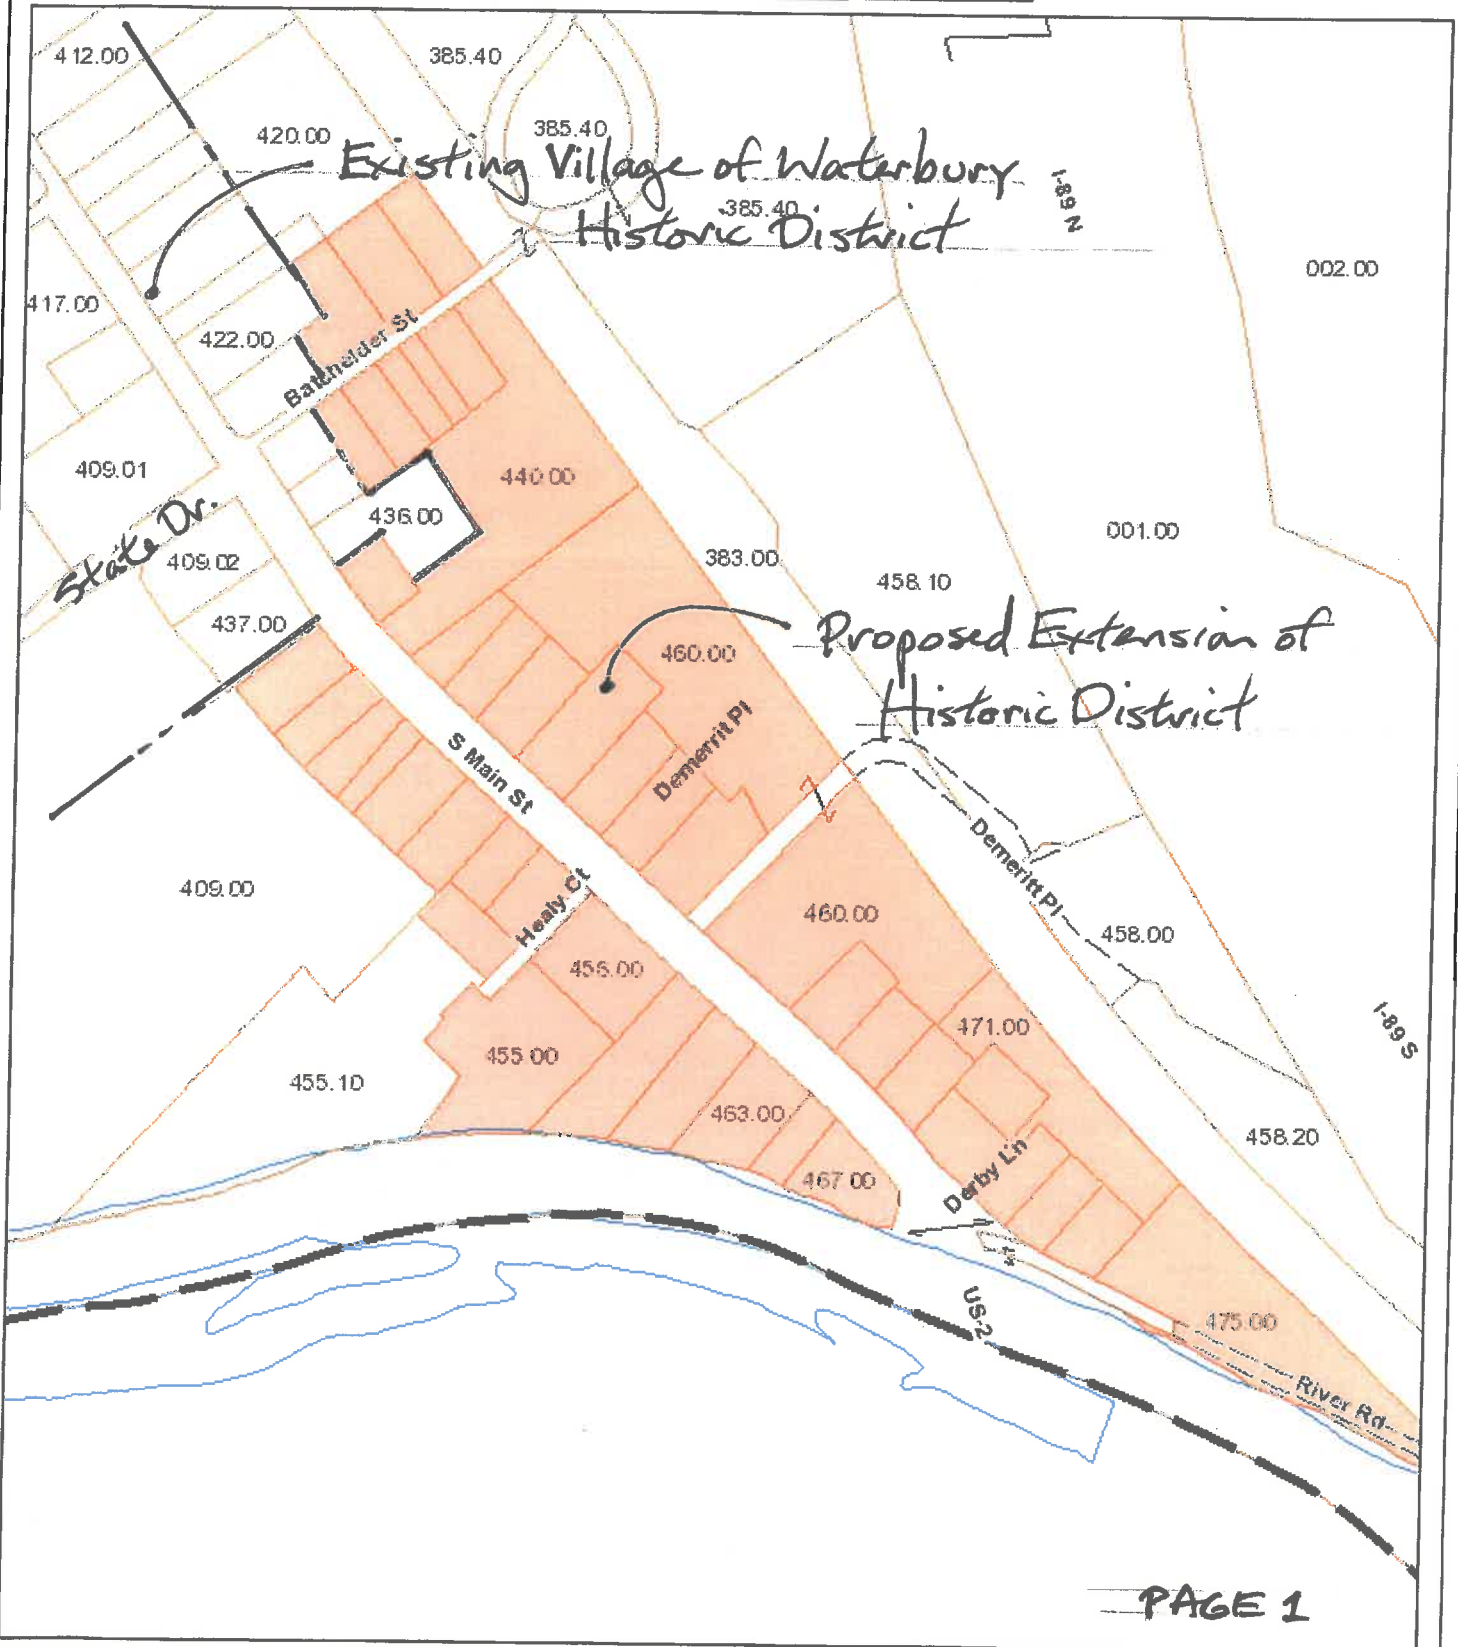 412.00
385.40
420.00
385.40
Existing Village of Waterbury
Historic District
385.40
I-89 N
002.00
417.00
422.00
Batchelder St
409.01
440.00
436.00
State Dr.
409.02
001.00
383.00
458.10
437.00
Proposed Extension of
Historic District
460.00
Demerrit Pl
S Main St
Demeritt Pl
409.00
Healy Ct
460.00
458.00
456.00
471.00
I-89 S
455.00
455.10
463.00
458.20
467.00
Derby Ln
US-2
475.00
River Rd
PAGE 1